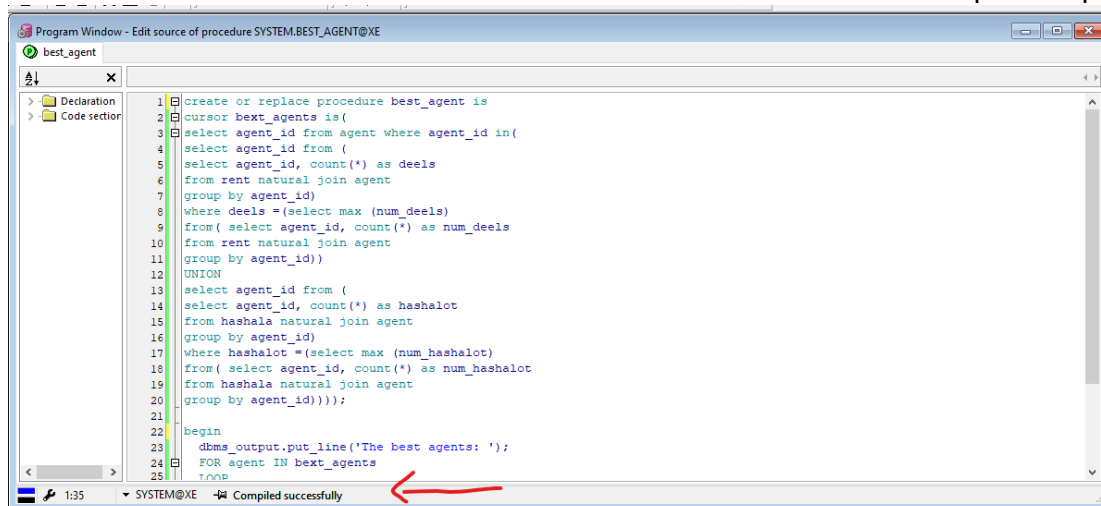 Program Window - Edit source of procedure SYSTEM.BEST_AGENT@XE
best_agent
Declaration
Code section
1 create or replace procedure best_agent is
2 cursor bext_agents is(
3 select agent_id from agent where agent_id in(
4 select agent_id from (
5 select agent_id, count(*) as deels
6 from rent natural join agent
7 group by agent_id)
8 where deels =(select max (num_deels)
9 from( select agent_id, count(*) as num_deels
10 from rent natural join agent
11 group by agent_id))
12 UNION
13 select agent_id from (
14 select agent_id, count(*) as hashalot
15 from hashala natural join agent
16 group by agent_id)
17 where hashalot =(select max (num_hashalot)
18 from( select agent_id, count(*) as num_hashalot
19 from hashala natural join agent
20 group by agent_id))));
21
22 begin
23 dbms_output.put_line('The best agents: ');
24 FOR agent IN bext_agents
25 LOOP
1:35 SYSTEM@XE Compiled successfully